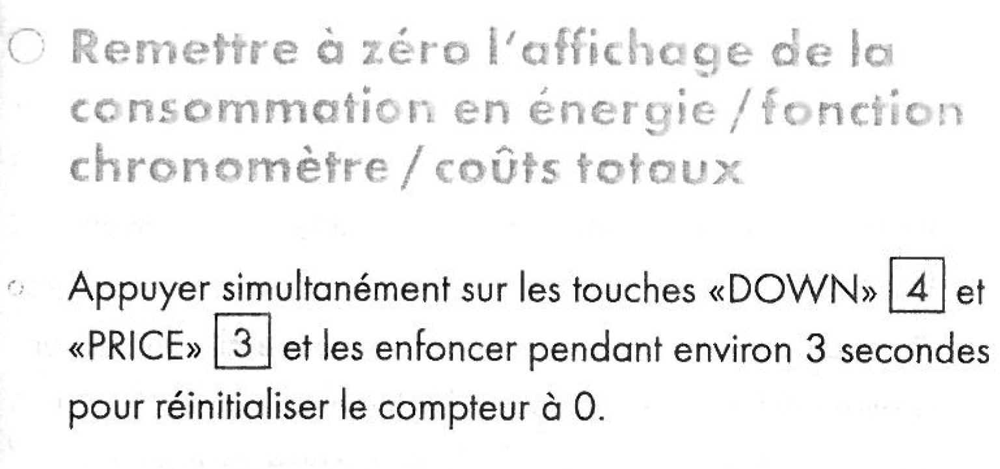 Remettre à zéro l'affichage de la
consommation en énergie / fonction
chronomètre / coûts totaux
Appuyer simultanément sur les touches «DOWN» 4 et
«PRICE» 3 et les enfoncer pendant environ 3 secondes
pour réinitialiser le compteur à 0.